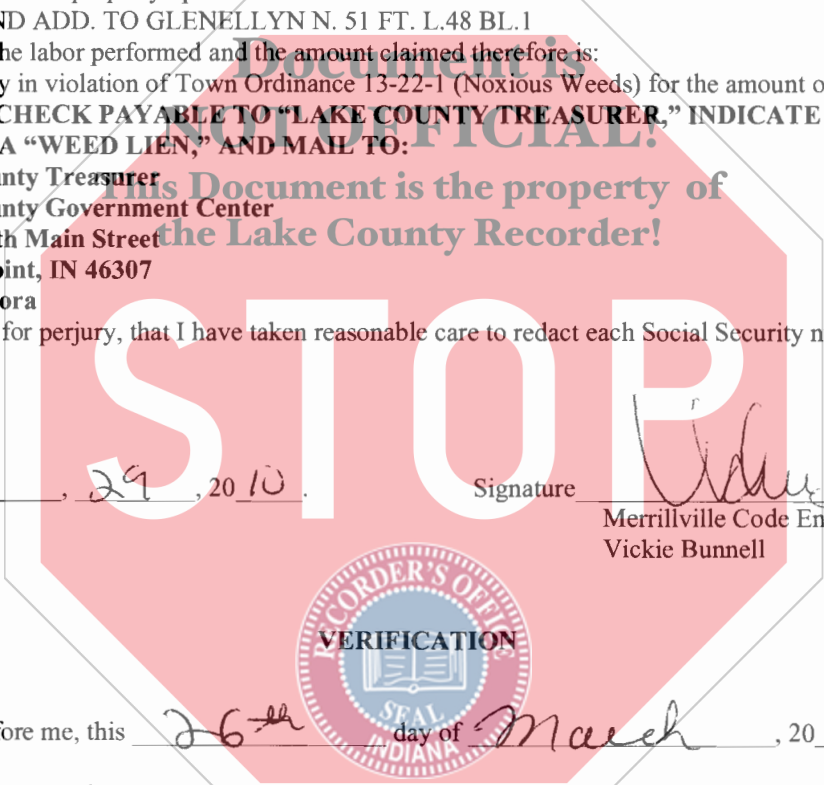 ND ADD. TO GLENELLYN N. 51 FT. L.48 BL.1
he labor performed and the amount claimed therefore is:
y in violation of Town Ordinance 13-22-1 (Noxious Weeds) for the amount o
CHECK PAYABLE TO “LAKE COUNTY TREASURER,” INDICATE
A “WEED LIEN,” AND MAIL TO:
nty Treasurer
nty Government Center
th Main Street
oint, IN 46307
ora
Document is
NOT OFFICIAL!
This Document is the property of
the Lake County Recorder!
for perjury, that I have taken reasonable care to redact each Social Security n
STOP
, 29, 2010. Signature
Merrillville Code En
Vickie Bunnell
RECORDER'S OFFICE
SEAL
INDIANA
VERIFICATION
fore me, this 26th day of March, 20